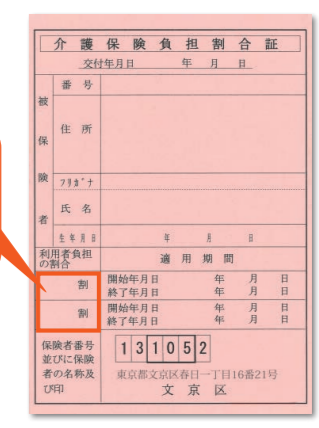 介護保険負担割合証
交付年月日 年 月 日
被保険者
番号
住所
フリガナ
氏名
生年月日 年 月 日
利用者負担の割合 適用期間
割 開始年月日 年 月 日
終了年月日 年 月 日
割 開始年月日 年 月 日
終了年月日 年 月 日
保険者番号
並びに保険
者の名称及
び印
131052
東京都文京区春日一丁目16番21号
文京区